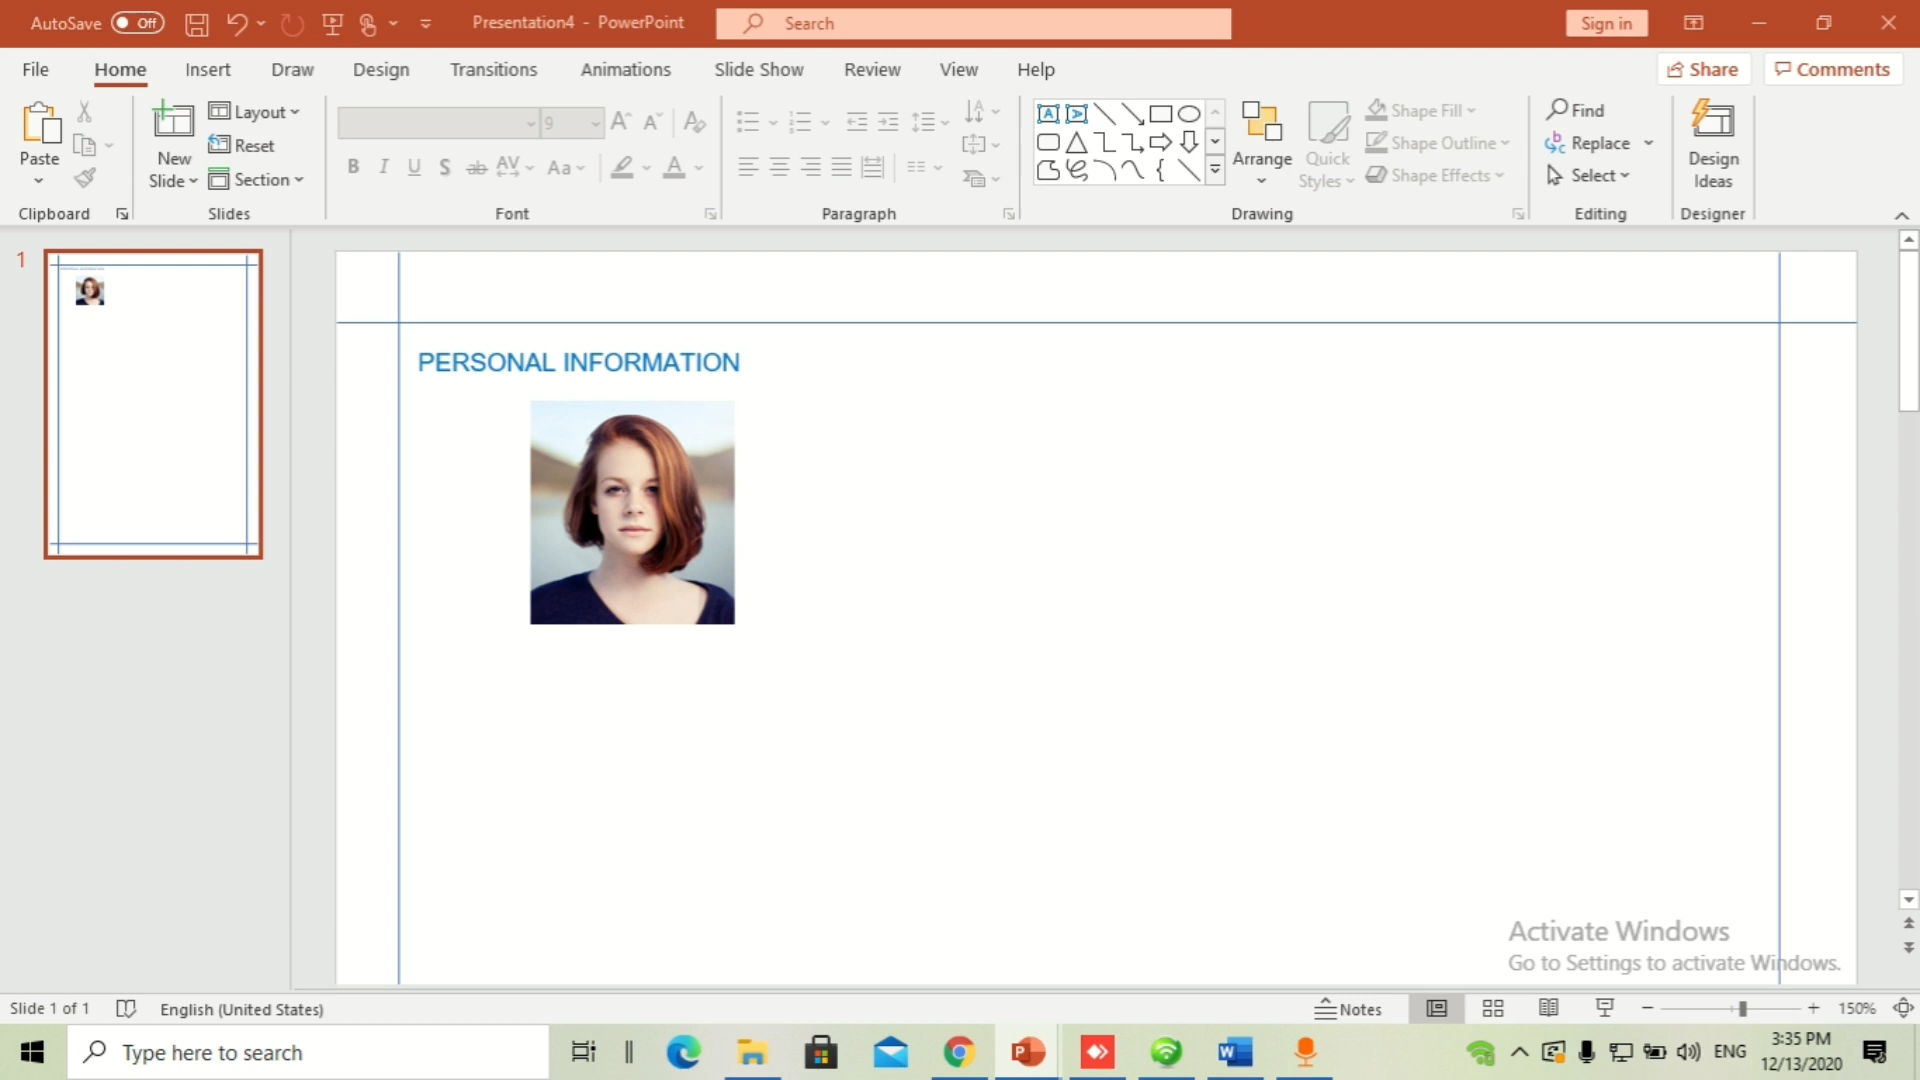 AutoSave Off Presentation4 - PowerPoint Search Sign in
File Home Insert Draw Design Transitions Animations Slide Show Review View Help Share Comments
Paste
New Slide
Layout
Reset
Section
9
B I U S ab AV Aa A
Arrange
Quick Styles
Shape Fill
Shape Outline
Shape Effects
Find
Replace
Select
Design Ideas
Clipboard Slides Font Paragraph Drawing Editing Designer
1
PERSONAL INFORMATION
Activate Windows
Go to Settings to activate Windows.
Slide 1 of 1 English (United States) Notes 150%
Type here to search ENG 3:35 PM
12/13/2020